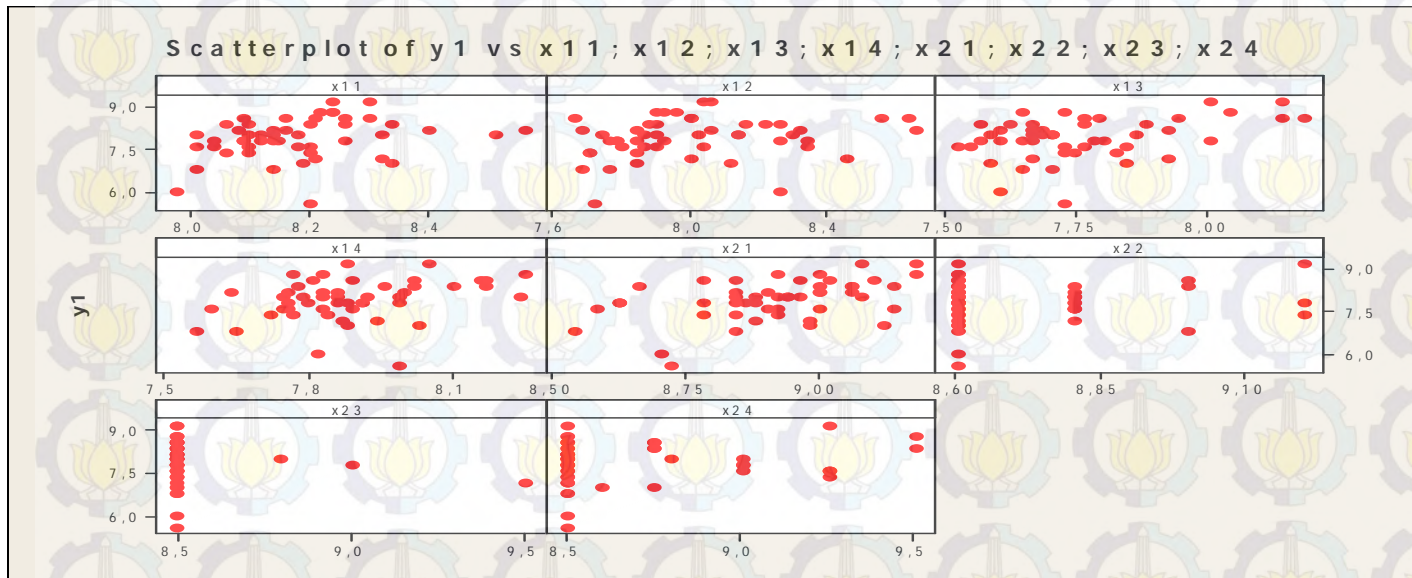 Scatterplot of y1 vs x11; x12; x13; x14; x21; x22; x23; x24
x11 x12 x13
9,0
7,5
6,0
8,0 8,2 8,4 7,6 8,0 8,4 7,50 7,75 8,00
x14 x21 x22
9,0
7,5
6,0
7,5 7,8 8,1 8,50 8,75 9,00 8,60 8,85 9,10
y1
x23 x24
9,0
7,5
6,0
8,5 9,0 9,5 8,5 9,0 9,5